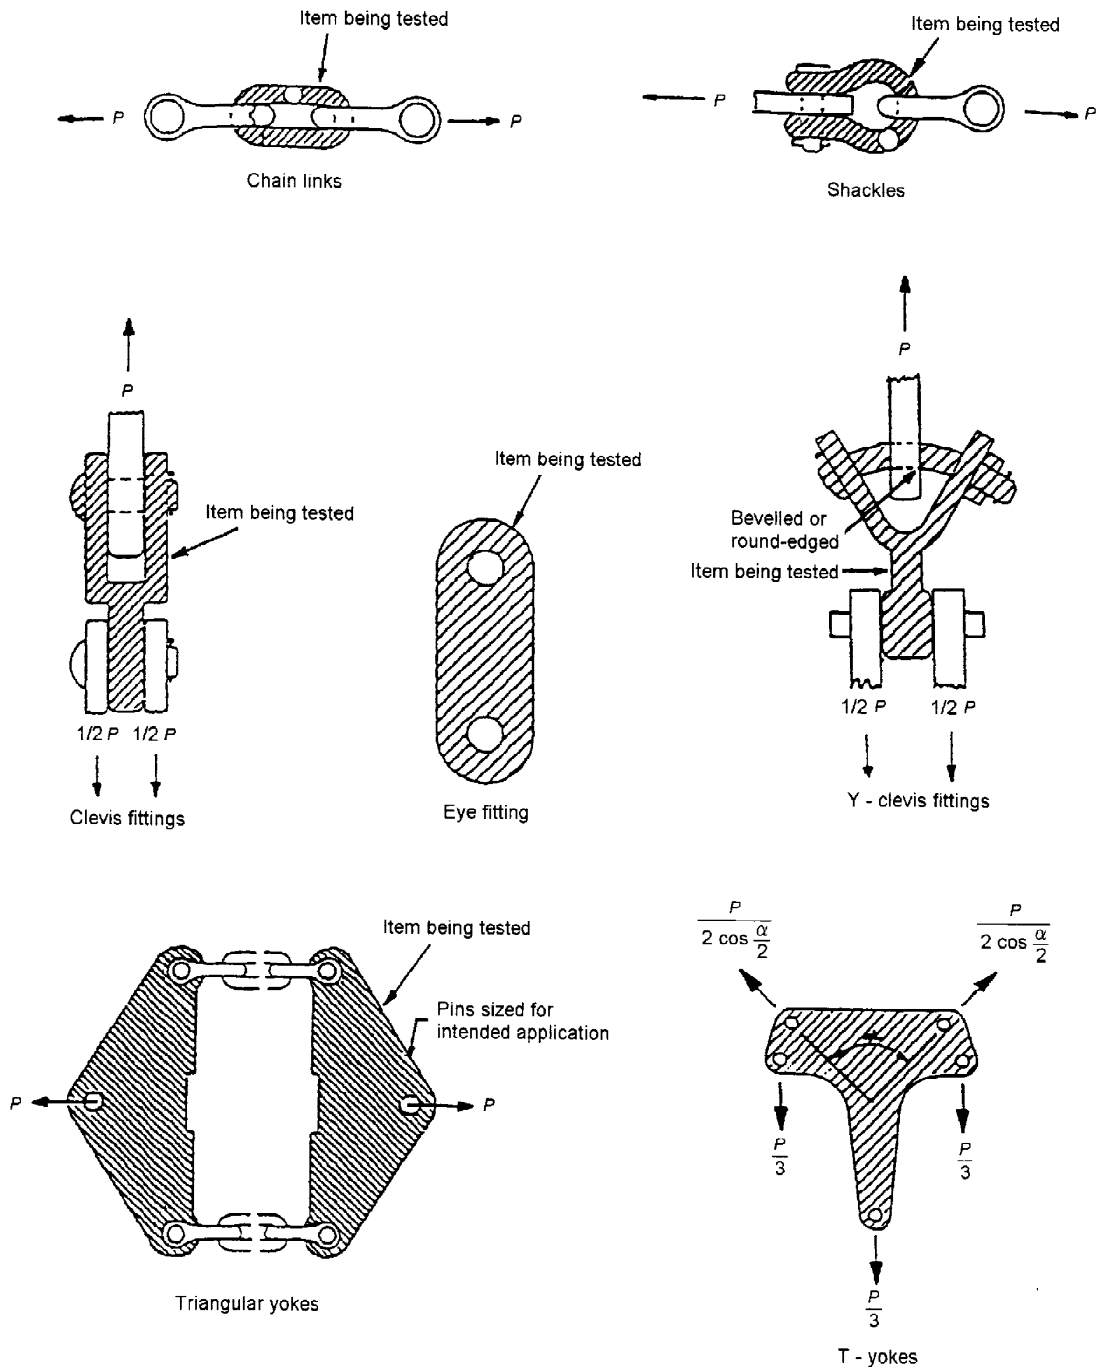 Item being tested
P
P
Chain links
Item being tested
P
P
Shackles
P
Item being tested
1/2 P 1/2 P
Clevis fittings
Item being tested
Eye fitting
P
Bevelled or
round-edged
Item being tested
1/2 P 1/2 P
Y - clevis fittings
Item being tested
Pins sized for
intended application
P
P
Triangular yokes
P
2 cos α/2
P
2 cos α/2
P
3
P
3
P
3
T - yokes